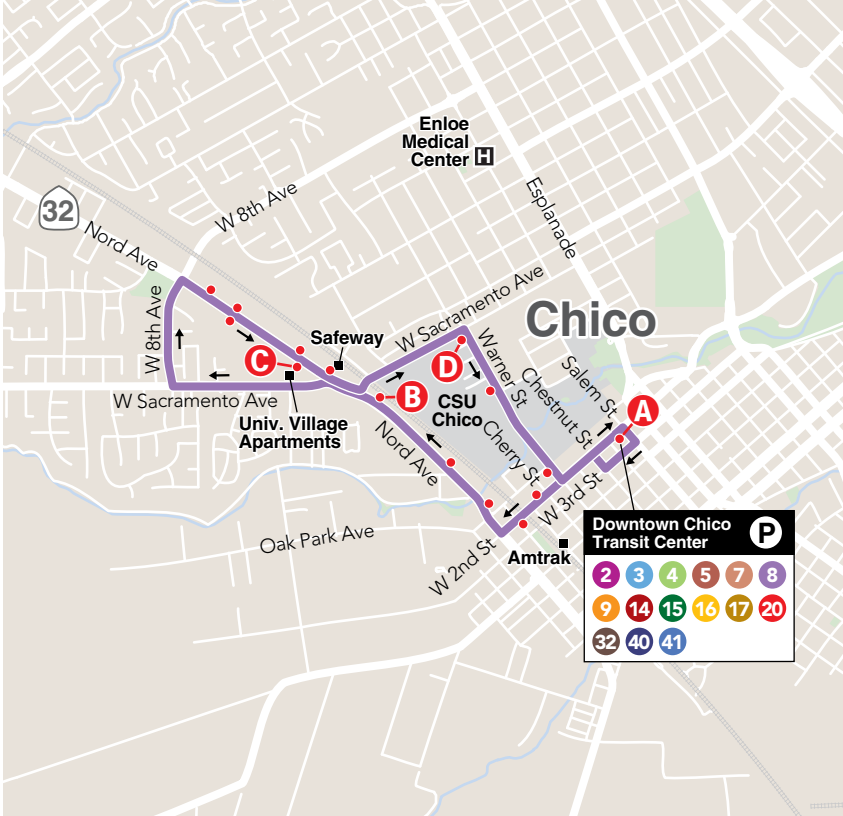 Enloe
Medical
Center H
Esplanade
W 8th Ave
32
Nord Ave
W 8th Ave
W Sacramento Ave
Chico
Safeway
C
D
Warner St
Salem St
Chestnut St
A
W Sacramento Ave
B
CSU
Chico
Univ. Village
Apartments
Nord Ave
Cherry St
W 3rd St
Oak Park Ave
W 2nd St
Amtrak
Downtown Chico
Transit Center P
2 3 4 5 7 8
9 14 15 16 17 20
32 40 41